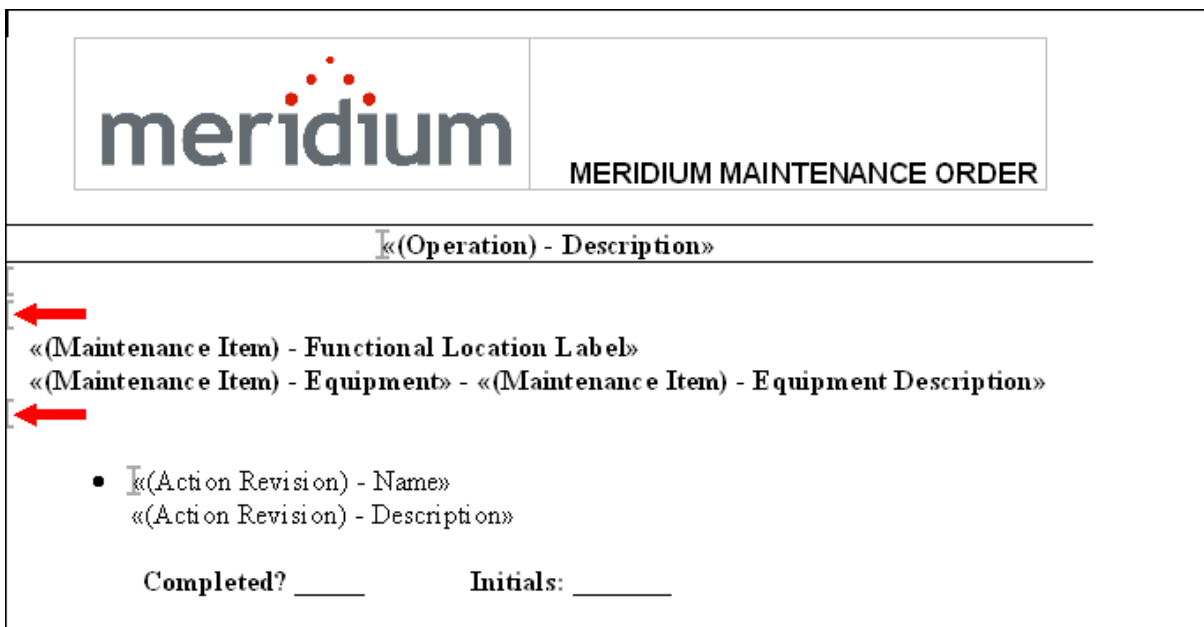 meridium
MERIDIUM MAINTENANCE ORDER
«(Operation) - Description»
«(Maintenance Item) - Functional Location Label»
«(Maintenance Item) - Equipment» - «(Maintenance Item) - Equipment Description»
• «(Action Revision) - Name»
«(Action Revision) - Description»
Completed? _____ Initials: _______